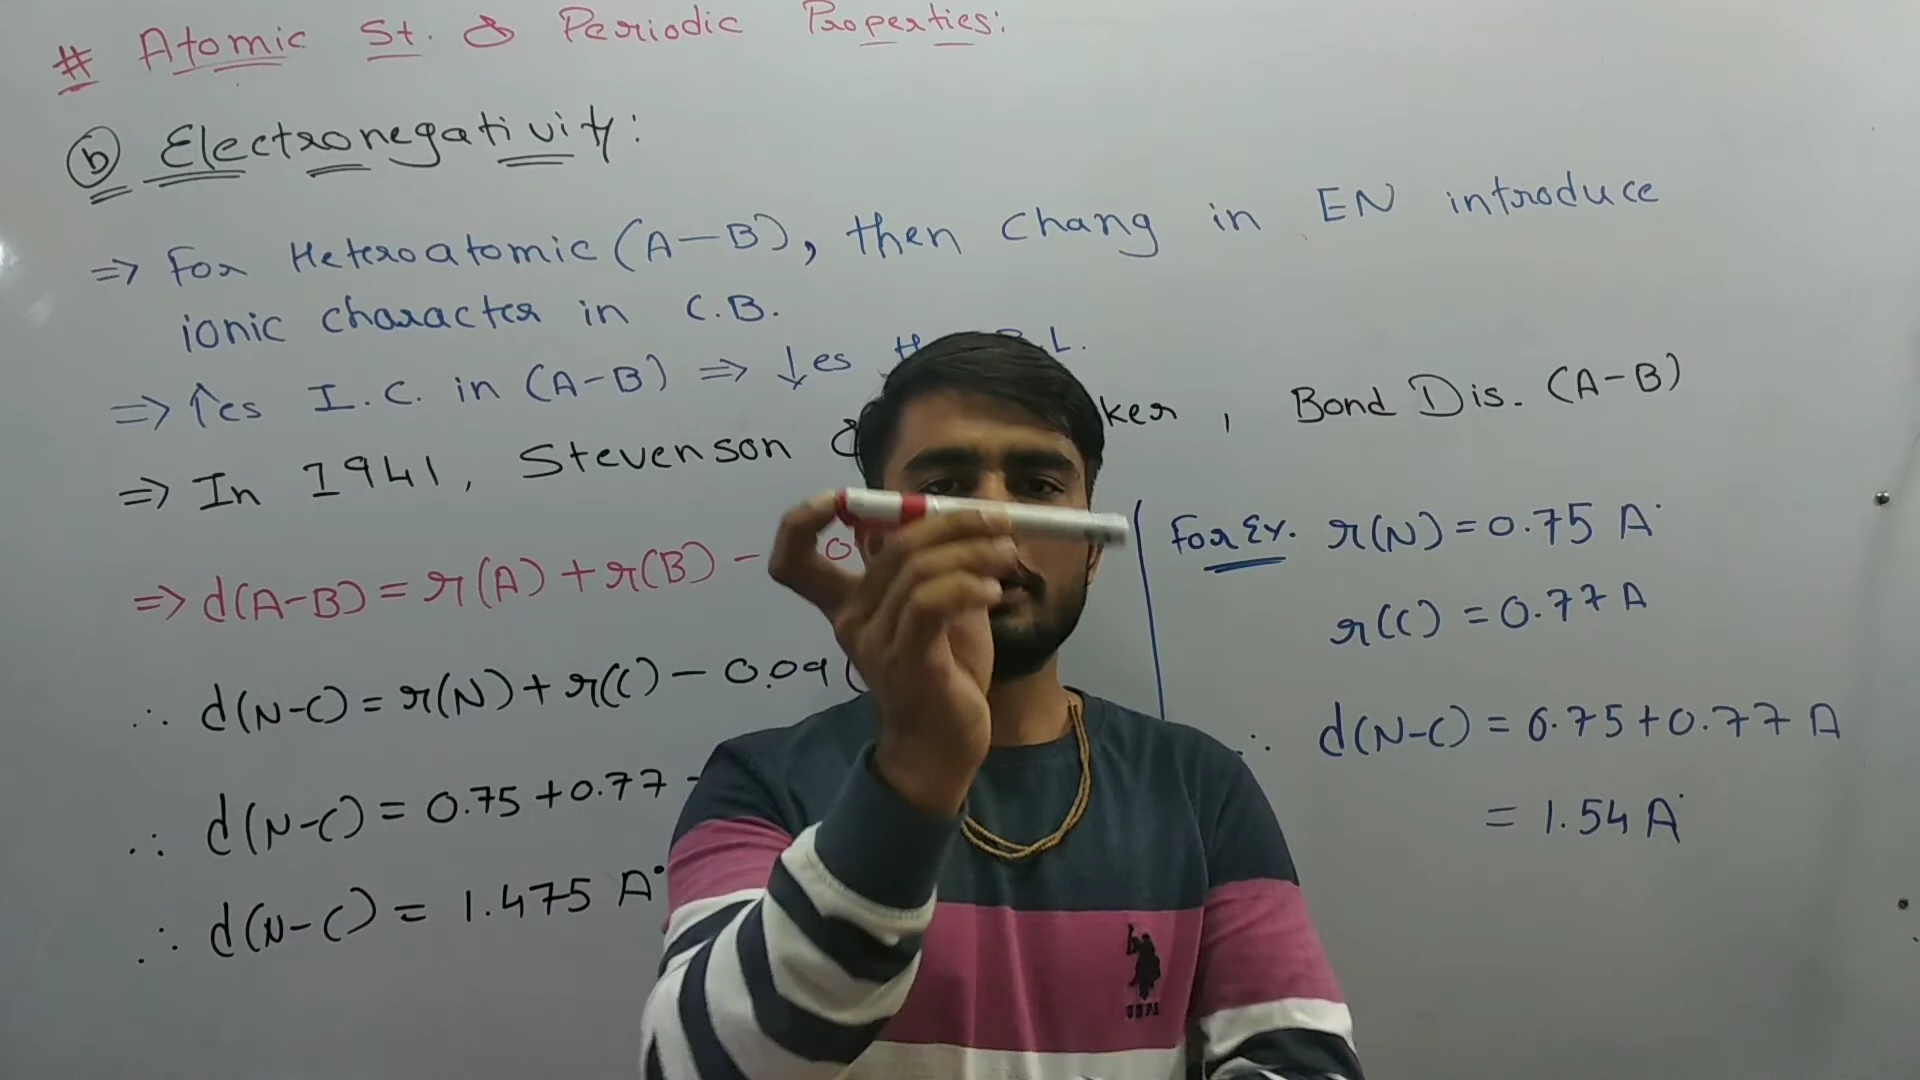 # Atomic St. & Periodic Properties:
(b) Electronegativity:
=> For Heteroatomic (A-B), then chang in EN introduce
ionic character in C.B.
=> ↑es I.C. in (A-B) => ↓es L.
=> In 1941, Stevenson & ker, Bond Dis. (A-B)
=> d(A-B) = r(A) + r(B) - 0
∴ d(N-C) = r(N) + r(C) - 0.09 (
∴ d(N-C) = 0.75 + 0.77 -
∴ d(N-C) = 1.475 A°
For Ex. r(N) = 0.75 A°
r(C) = 0.77 A
∴ d(N-C) = 0.75 + 0.77 A
= 1.54 A°
USPA